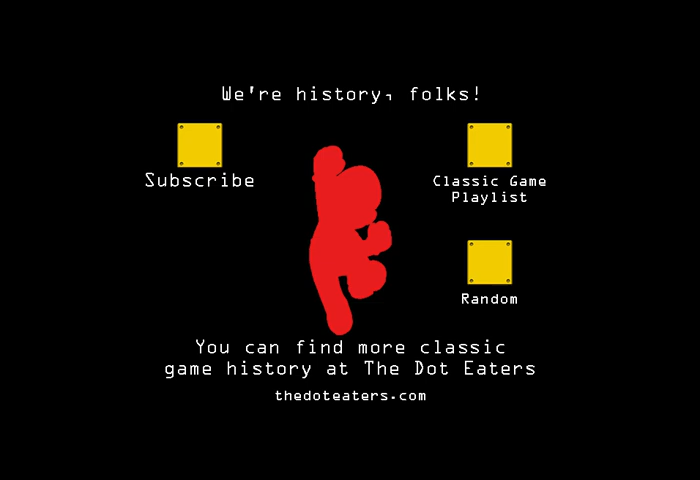 We're history, folks!
Subscribe
Classic Game
Playlist
Random
You can find more classic
game history at The Dot Eaters
thedoteaters.com